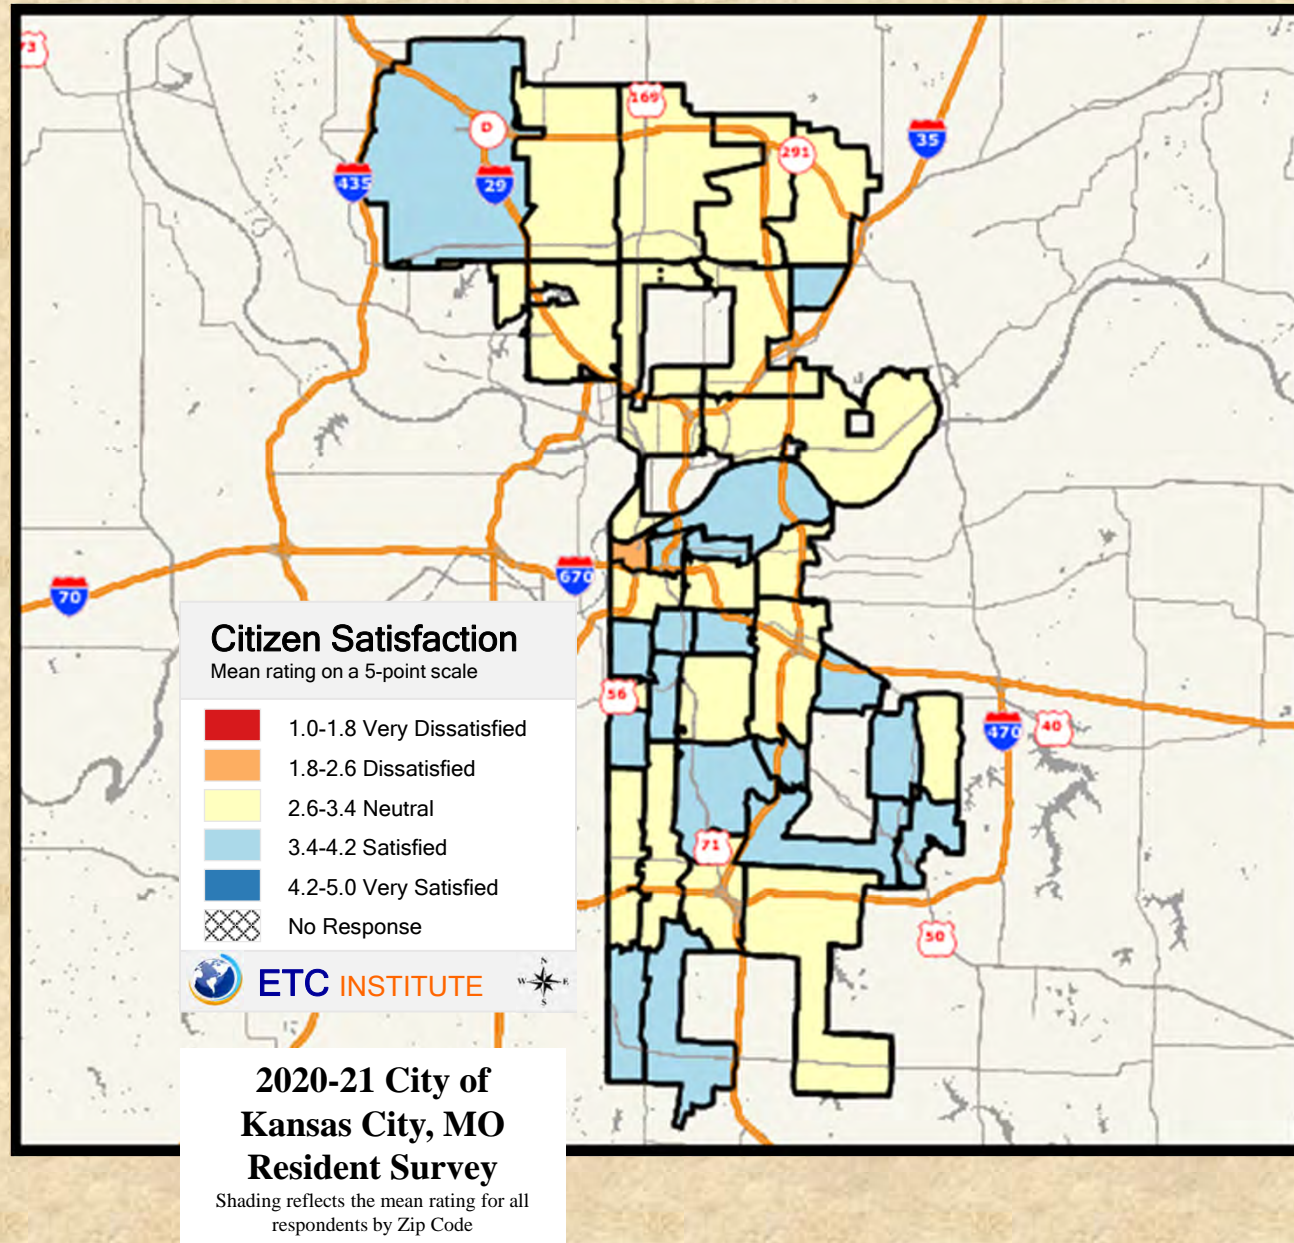 73
169
D
291
35
435
29
70
670
56
40
470
71
50
Citizen Satisfaction
Mean rating on a 5-point scale
1.0-1.8 Very Dissatisfied
1.8-2.6 Dissatisfied
2.6-3.4 Neutral
3.4-4.2 Satisfied
4.2-5.0 Very Satisfied
No Response
ETC INSTITUTE
N
W E
S
2020-21 City of
Kansas City, MO
Resident Survey
Shading reflects the mean rating for all
respondents by Zip Code